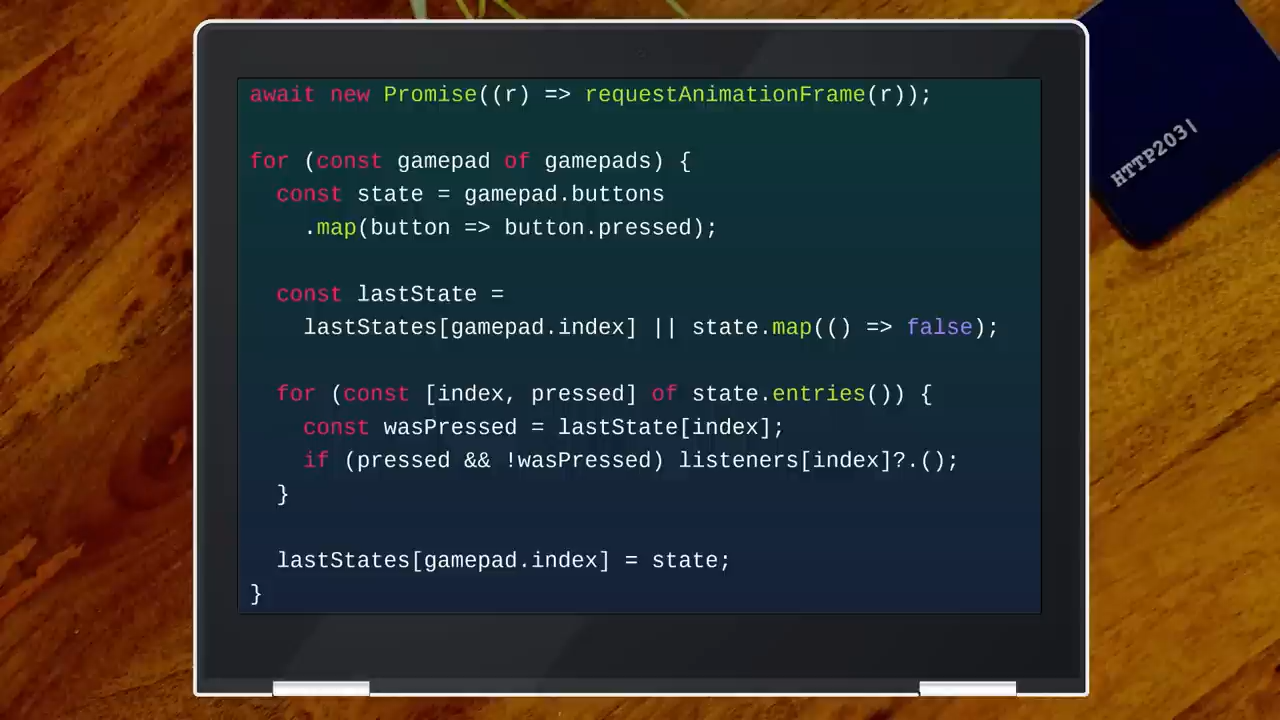 await new Promise((r) => requestAnimationFrame(r));
for (const gamepad of gamepads) {
const state = gamepad.buttons
.map(button => button.pressed);
const lastState =
lastStates[gamepad.index] || state.map(() => false);
for (const [index, pressed] of state.entries()) {
const wasPressed = lastState[index];
if (pressed && !wasPressed) listeners[index]?.();
}
lastStates[gamepad.index] = state;
}
HTTP203|